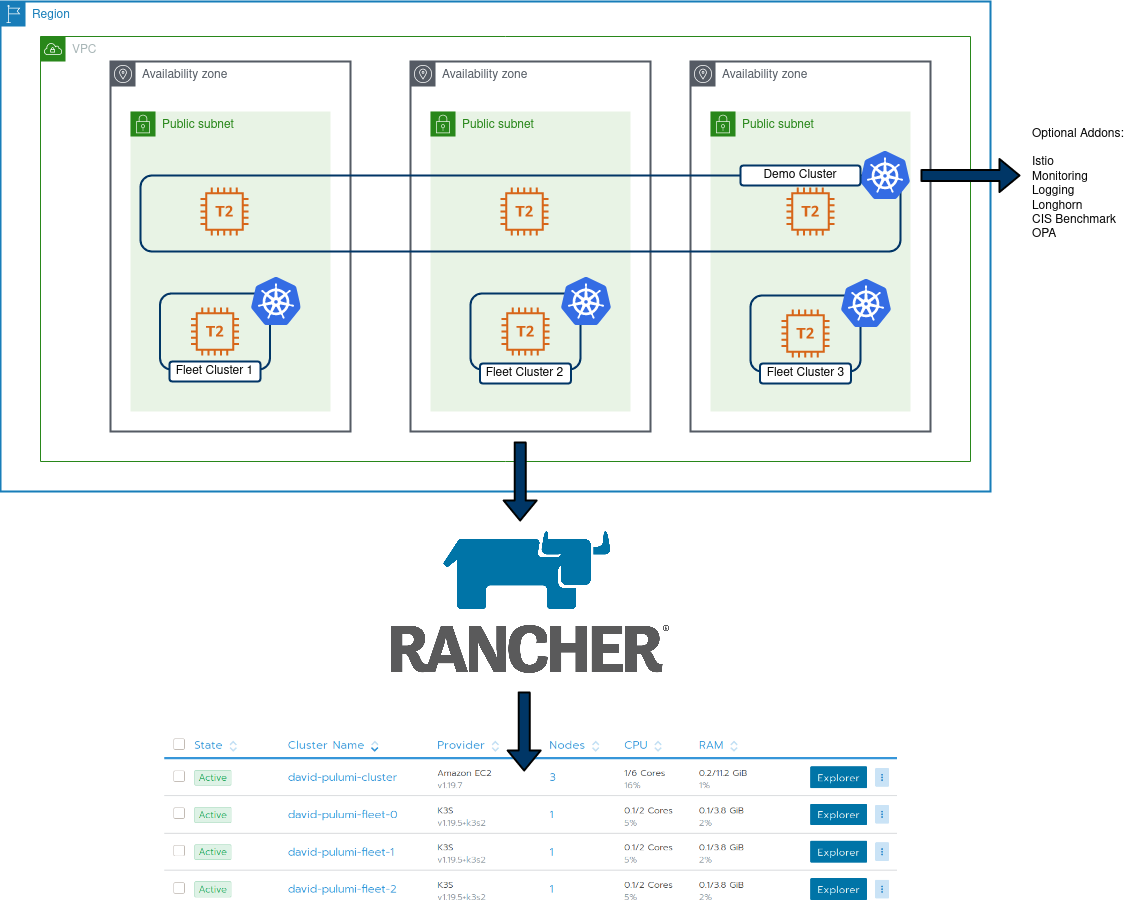 Region
VPC
Availability zone
Availability zone
Availability zone
Public subnet
Public subnet
Public subnet
Demo Cluster
T2
T2
T2
T2
T2
T2
Fleet Cluster 1
Fleet Cluster 2
Fleet Cluster 3
Optional Addons:
Istio
Monitoring
Logging
Longhorn
CIS Benchmark
OPA
RANCHER®
State Cluster Name Provider Nodes CPU RAM
Active david-pulumi-cluster Amazon EC2 3 1/6 Cores 0.2/11.2 GiB Explorer
v1.19.7 16% 1%
Active david-pulumi-fleet-0 K3S 1 0.1/2 Cores 0.1/3.8 GiB Explorer
v1.19.5+k3s2 5% 2%
Active david-pulumi-fleet-1 K3S 1 0.1/2 Cores 0.1/3.8 GiB Explorer
v1.19.5+k3s2 5% 2%
Active david-pulumi-fleet-2 K3S 1 0.1/2 Cores 0.1/3.8 GiB Explorer
v1.19.5+k3s2 5% 2%